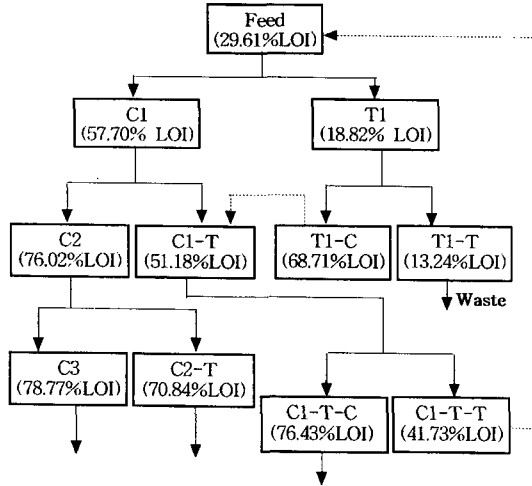 Feed
(29.61%LOI)
C1
(57.70% LOI)
T1
(18.82% LOI)
C2
(76.02%LOI)
C1-T
(51.18%LOI)
T1-C
(68.71%LOI)
T1-T
(13.24%LOI)
Waste
C3
(78.77%LOI)
C2-T
(70.84%LOI)
C1-T-C
(76.43%LOI)
C1-T-T
(41.73%LOI)